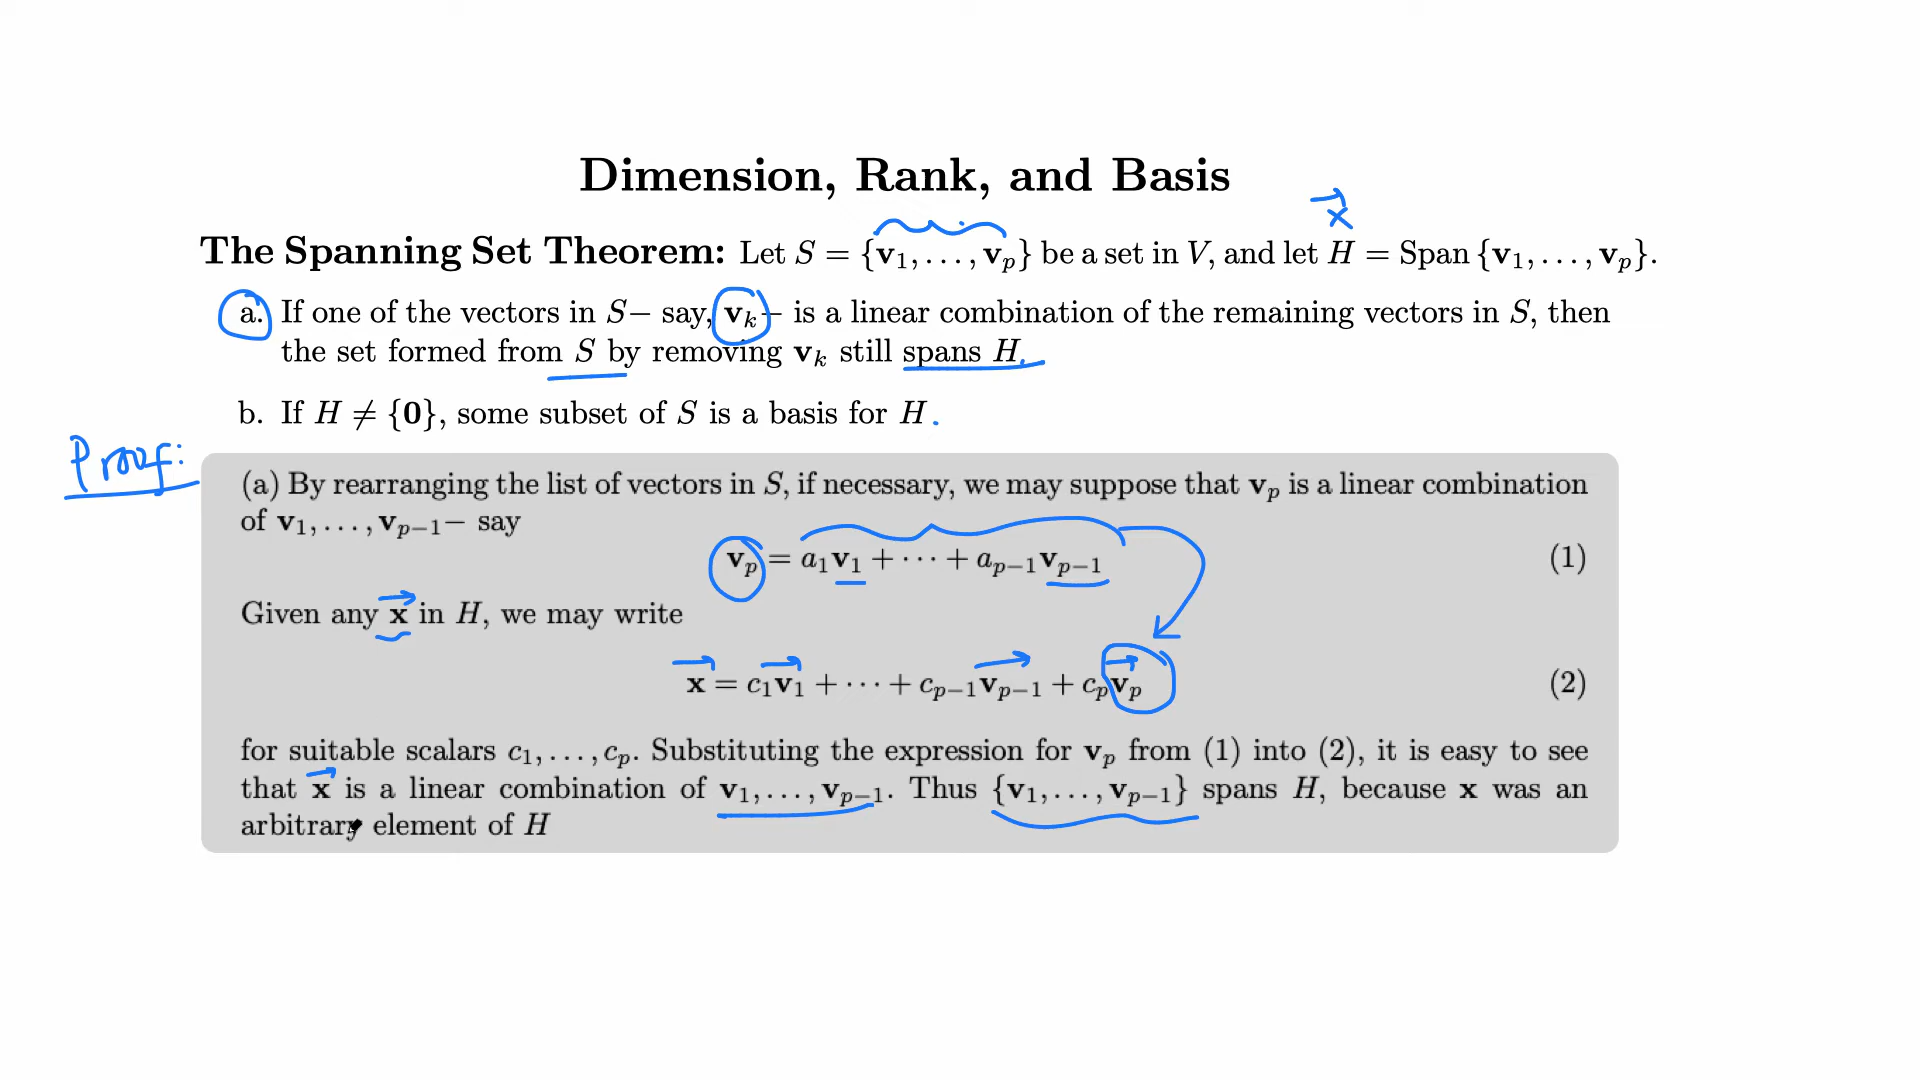 Dimension, Rank, and Basis
x
The Spanning Set Theorem: Let S = {v₁, . . . , vₚ} be a set in V, and let H = Span {v₁, . . . , vₚ}.
a. If one of the vectors in S− say, vₖ− is a linear combination of the remaining vectors in S, then
the set formed from S by removing vₖ still spans H.
b. If H ≠ {0}, some subset of S is a basis for H.
Proof:
(a) By rearranging the list of vectors in S, if necessary, we may suppose that vₚ is a linear combination
of v₁, . . . , vₚ₋₁− say
vₚ = a₁v₁ + · · · + aₚ₋₁vₚ₋₁ (1)
Given any x in H, we may write
x = c₁v₁ + · · · + cₚ₋₁vₚ₋₁ + cₚvₚ (2)
for suitable scalars c₁, . . . , cₚ. Substituting the expression for vₚ from (1) into (2), it is easy to see
that x is a linear combination of v₁, . . . , vₚ₋₁. Thus {v₁, . . . , vₚ₋₁} spans H, because x was an
arbitrary element of H